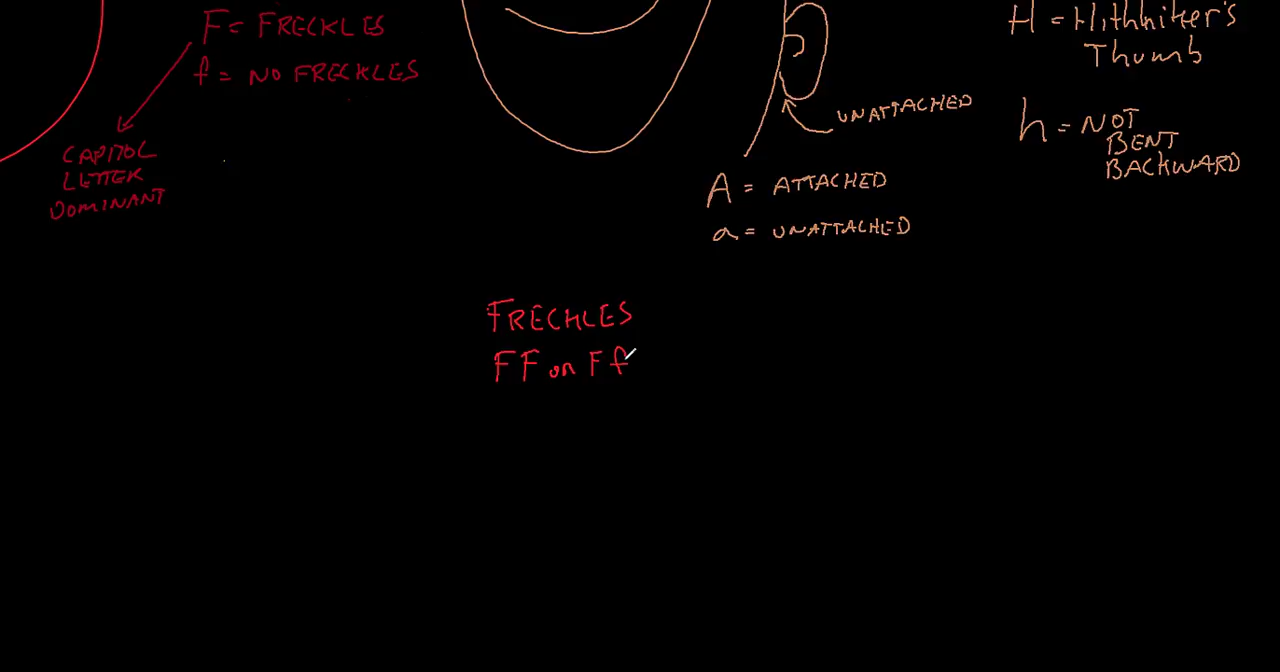 F = FRECKLES
f = NO FRECKLES
CAPITOL
LETTER
DOMINANT
UNATTACHED
A = ATTACHED
a = UNATTACHED
H = Hithhiker's
Thumb
h = NOT
BENT
BACKWARD
FRECKLES
FF or Ff